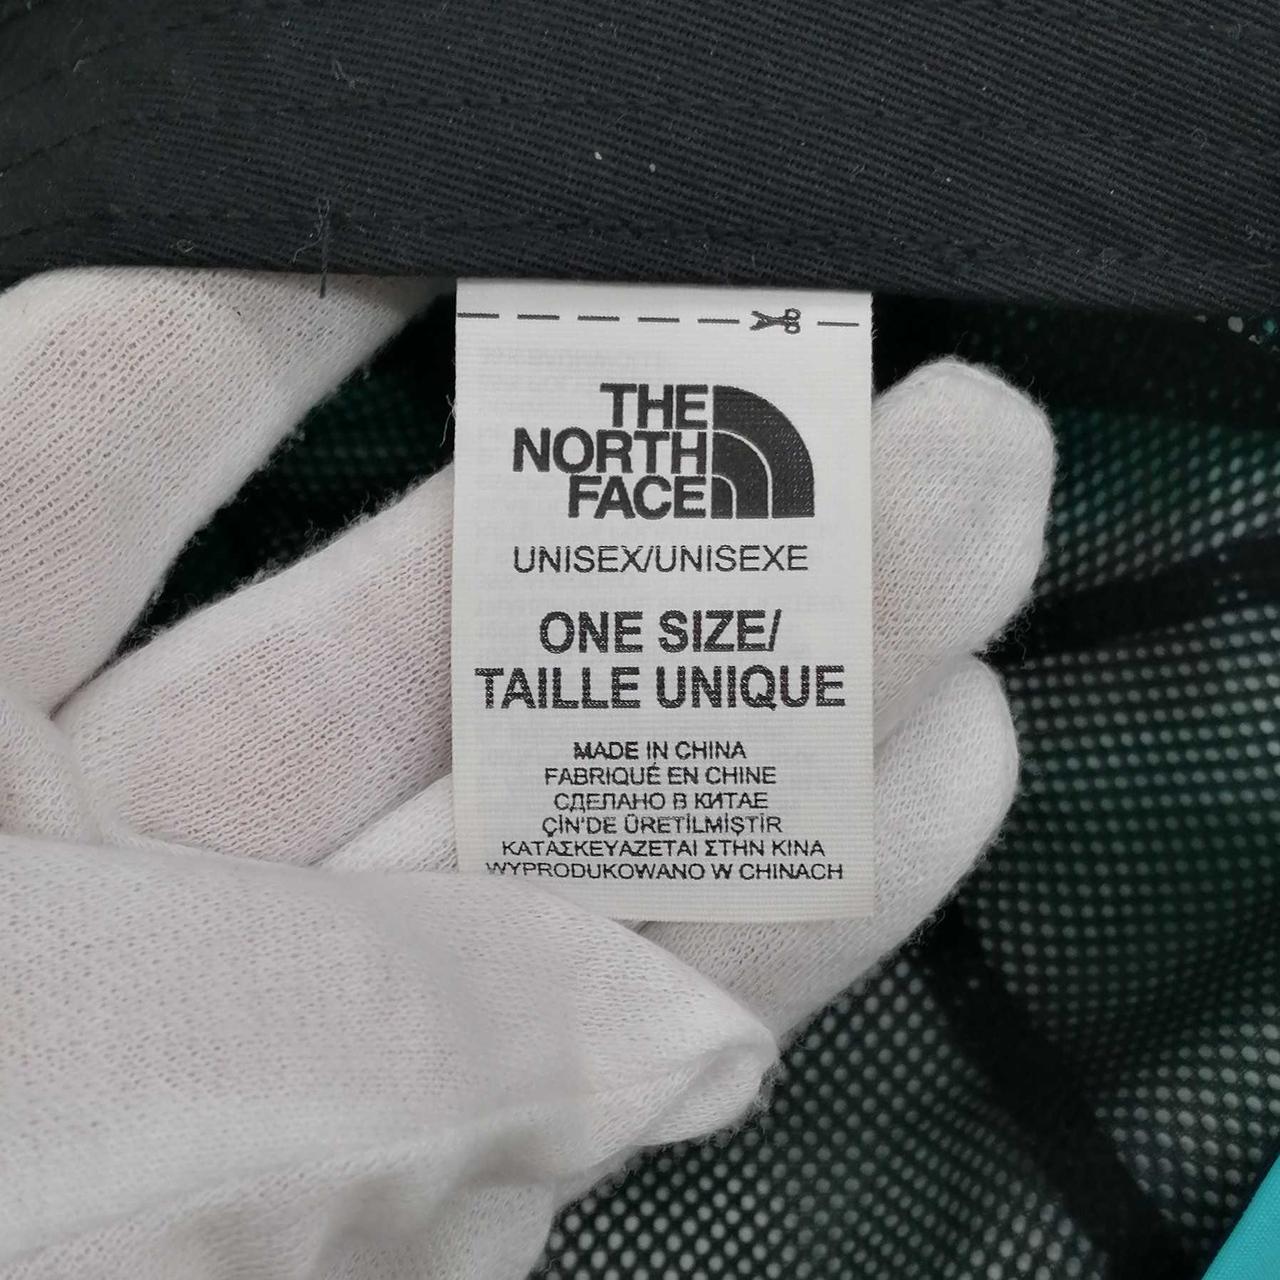 THE
NORTH
FACE
UNISEX/UNISEXE
ONE SIZE/
TAILLE UNIQUE
MADE IN CHINA
FABRIQUÉ EN CHINE
СДЕЛАНО В КИТАЕ
ÇİN'DE ÜRETİLMİŞTİR
ΚΑΤΑΣΚΕΥΑΖΕΤΑΙ ΣΤΗΝ ΚΙΝΑ
WYPRODUKOWANO W CHINACH